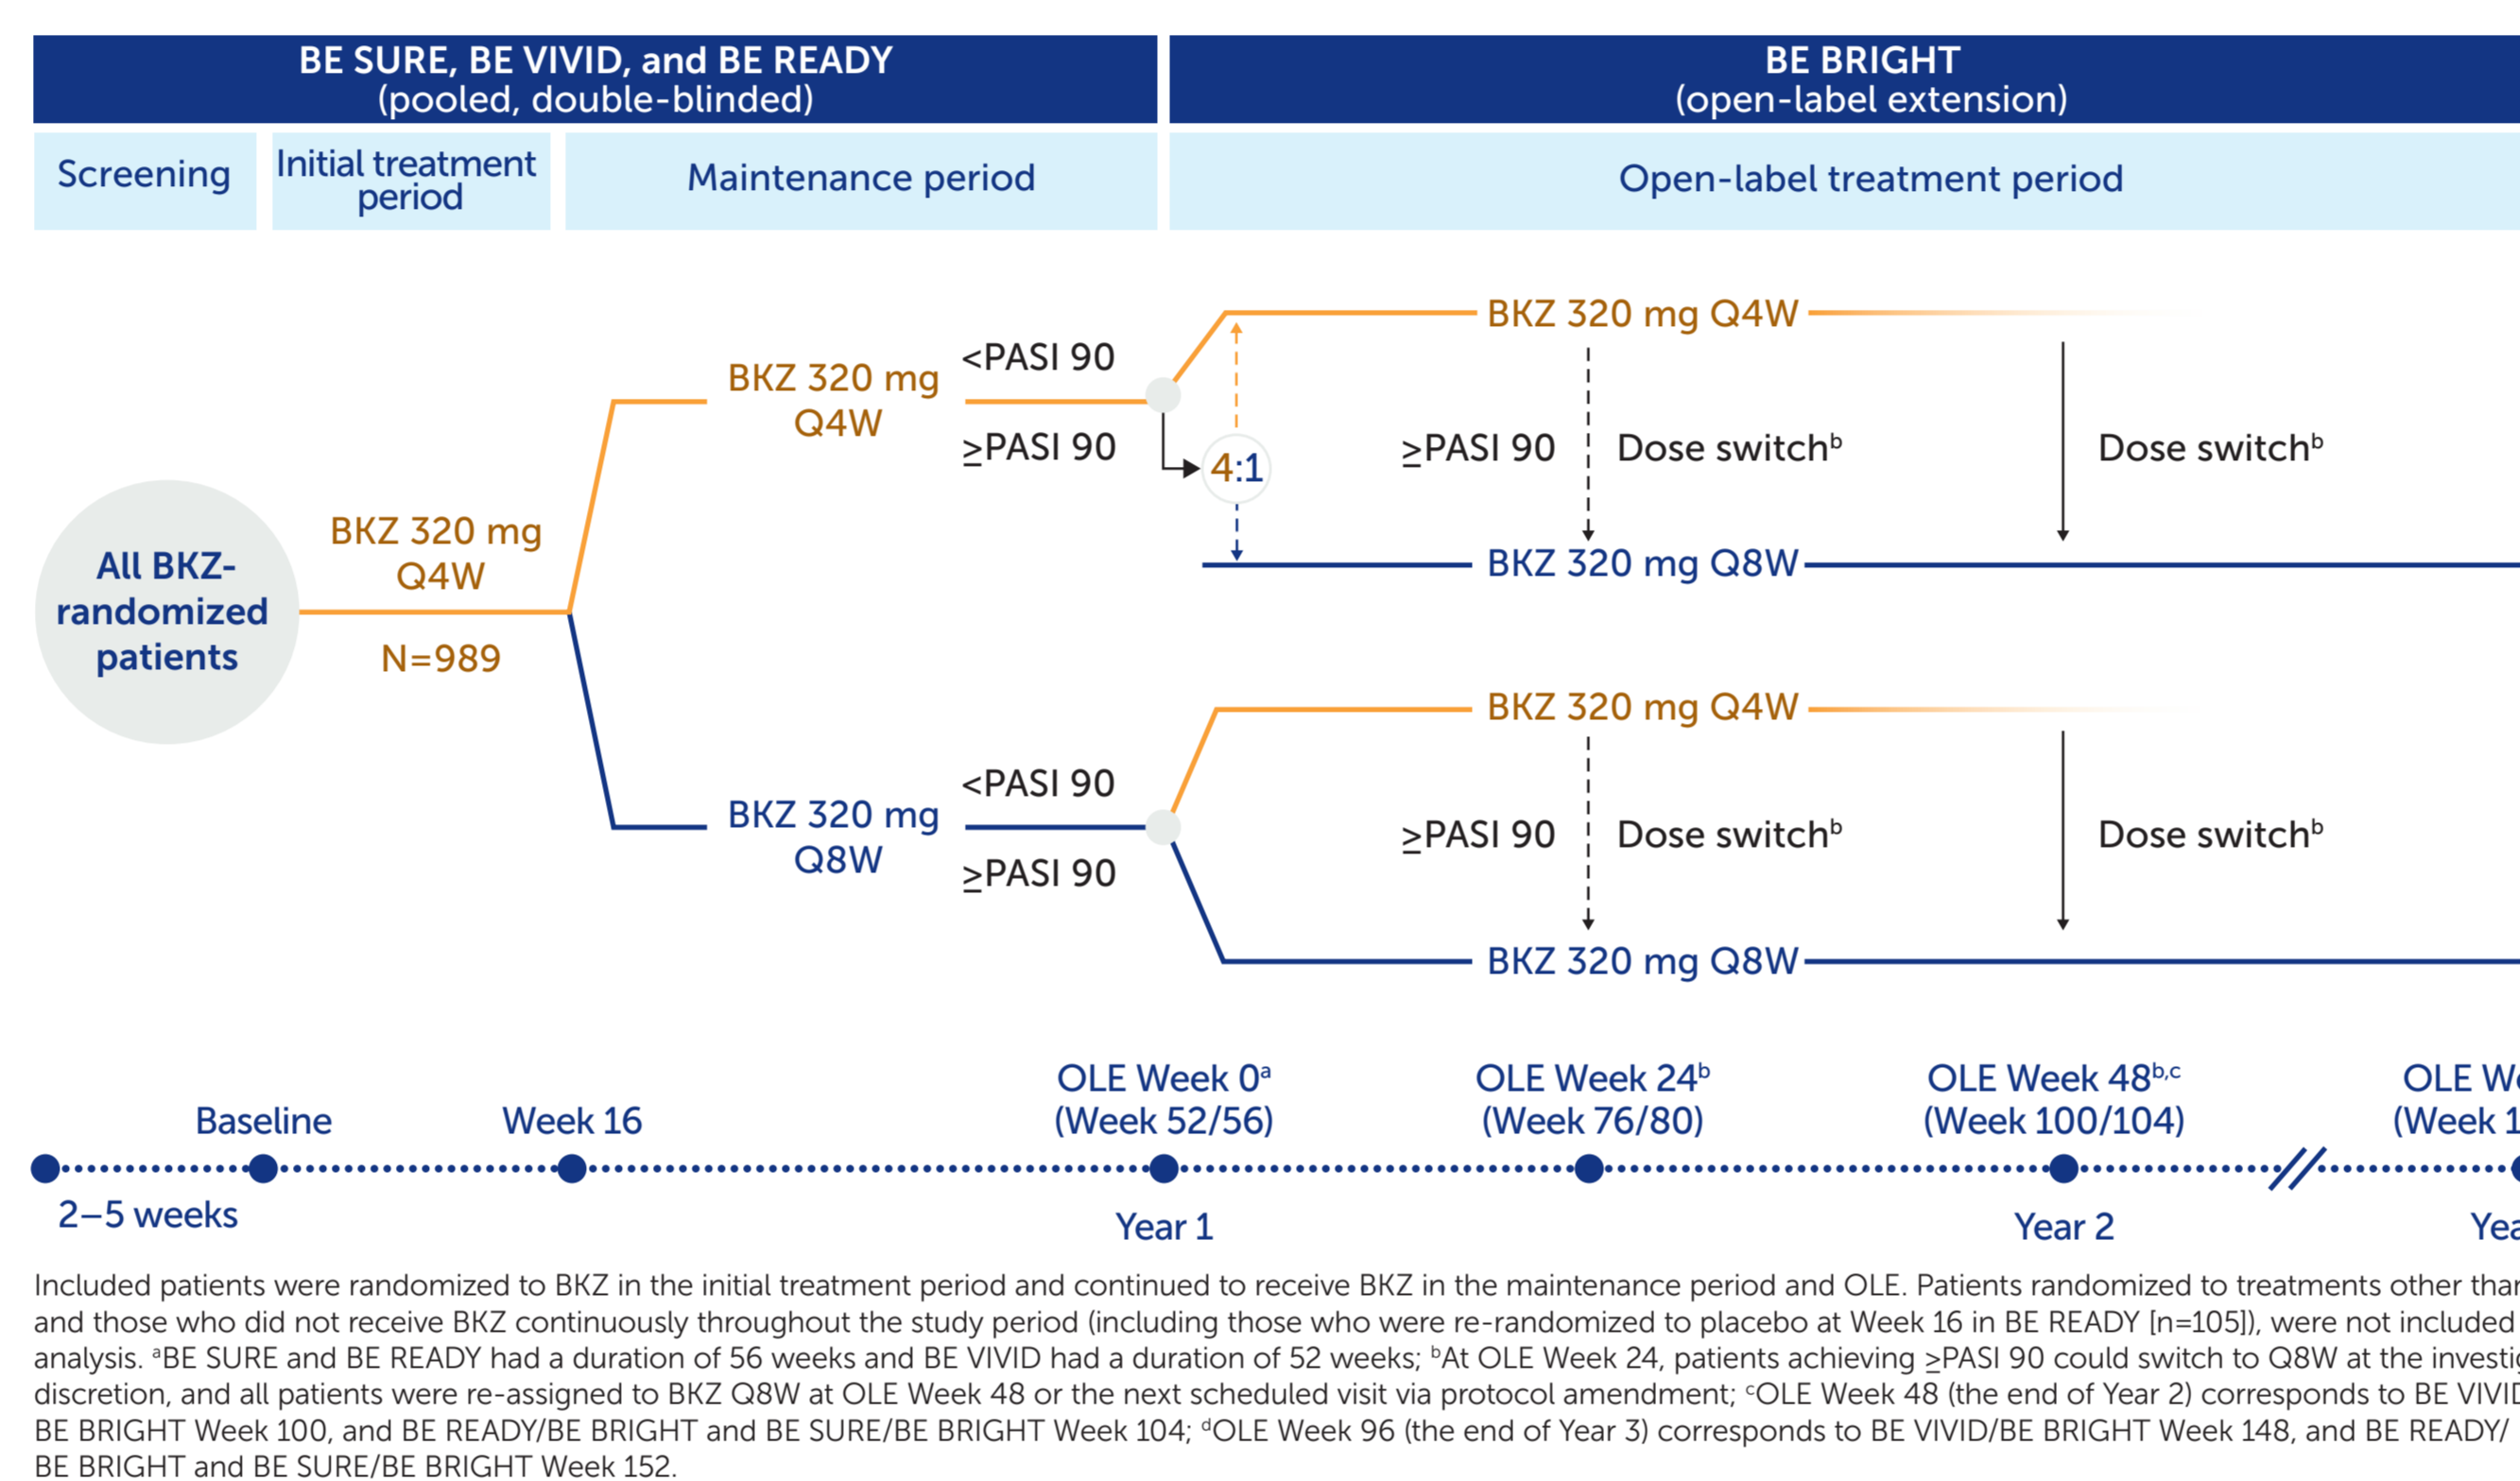 BE SURE, BE VIVID, and BE READY
(pooled, double-blinded)
BE BRIGHT
(open-label extension)
Screening
Initial treatment
period
Maintenance period
Open-label treatment period
All BKZ-
randomized
patients
BKZ 320 mg
Q4W
N=989
BKZ 320 mg
Q4W
<PASI 90
≥PASI 90
4:1
BKZ 320 mg Q4W
≥PASI 90
Dose switchᵇ
Dose switchᵇ
BKZ 320 mg Q8W
BKZ 320 mg
Q8W
<PASI 90
≥PASI 90
BKZ 320 mg Q4W
≥PASI 90
Dose switchᵇ
Dose switchᵇ
BKZ 320 mg Q8W
Baseline
Week 16
OLE Week 0ᵃ
(Week 52/56)
OLE Week 24ᵇ
(Week 76/80)
OLE Week 48ᵇ,ᶜ
(Week 100/104)
OLE
(Week
2–5 weeks
Year 1
Year 2
Included patients were randomized to BKZ in the initial treatment period and continued to receive BKZ in the maintenance period and OLE. Patients randomized to treatments other than
and those who did not receive BKZ continuously throughout the study period (including those who were re-randomized to placebo at Week 16 in BE READY [n=105]), were not included
analysis. ᵃBE SURE and BE READY had a duration of 56 weeks and BE VIVID had a duration of 52 weeks; ᵇAt OLE Week 24, patients achieving ≥PASI 90 could switch to Q8W at the
discretion, and all patients were re-assigned to BKZ Q8W at OLE Week 48 or the next scheduled visit via protocol amendment; ᶜOLE Week 48 (the end of Year 2) corresponds to BE VIVID
BE BRIGHT Week 100, and BE READY/BE BRIGHT and BE SURE/BE BRIGHT Week 104; ᵈOLE Week 96 (the end of Year 3) corresponds to BE VIVID/BE BRIGHT Week 148, and BE READY/
BE BRIGHT and BE SURE/BE BRIGHT Week 152.